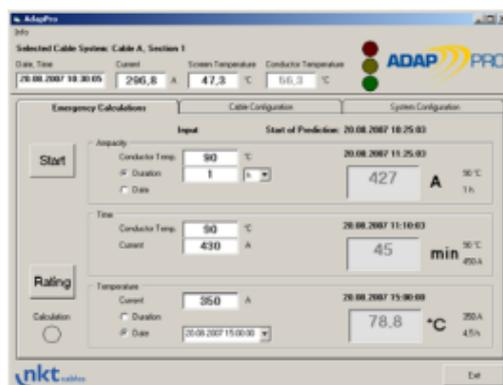 AdapPro
Info
Selected Cable System: Cable A, Section 1
Date, Time Current Screen Temperature Conductor Temperature
20.08.2007 10:30:05 296,8 A 47,3 °C 56,3 °C
ADAP PRO
Emergency Calculations Cable Configuration System Configuration
Input Start of Prediction: 20.08.2007 10:25:03
Start
Ampacity
Conductor Temp. 90 °C
Duration 1 h
Date
20.08.2007 11:25:03
427 A 90 °C
1 h
Time
Conductor Temp. 90 °C
Current 430 A
20.08.2007 11:10:03
45 min 90 °C
450 A
Rating
Calculation
Temperature
Current 350 A
Duration
Date 20.08.2007 15:00:00
20.08.2007 15:00:00
78,8 °C 350 A
4,5 h
nkt cables
Exit